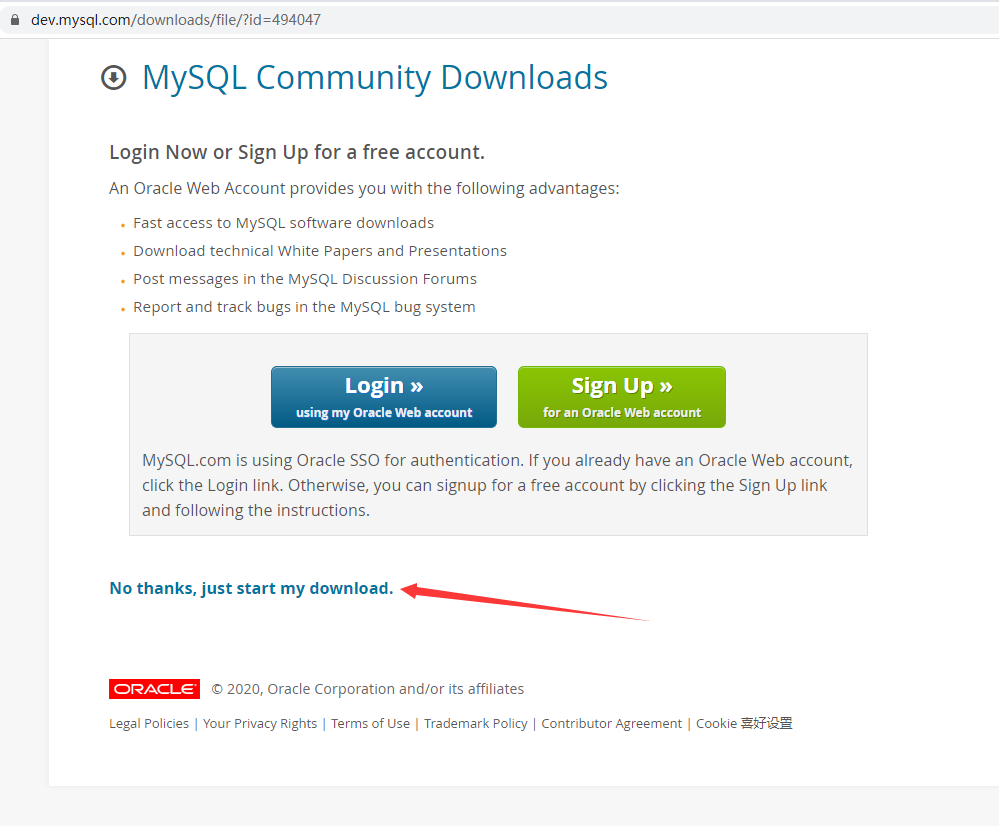 dev.mysql.com/downloads/file/?id=494047
MySQL Community Downloads
Login Now or Sign Up for a free account.
An Oracle Web Account provides you with the following advantages:
Fast access to MySQL software downloads
Download technical White Papers and Presentations
Post messages in the MySQL Discussion Forums
Report and track bugs in the MySQL bug system
Login »
using my Oracle Web account
Sign Up »
for an Oracle Web account
MySQL.com is using Oracle SSO for authentication. If you already have an Oracle Web account,
click the Login link. Otherwise, you can signup for a free account by clicking the Sign Up link
and following the instructions.
No thanks, just start my download.
ORACLE © 2020, Oracle Corporation and/or its affiliates
Legal Policies | Your Privacy Rights | Terms of Use | Trademark Policy | Contributor Agreement | Cookie 喜好设置